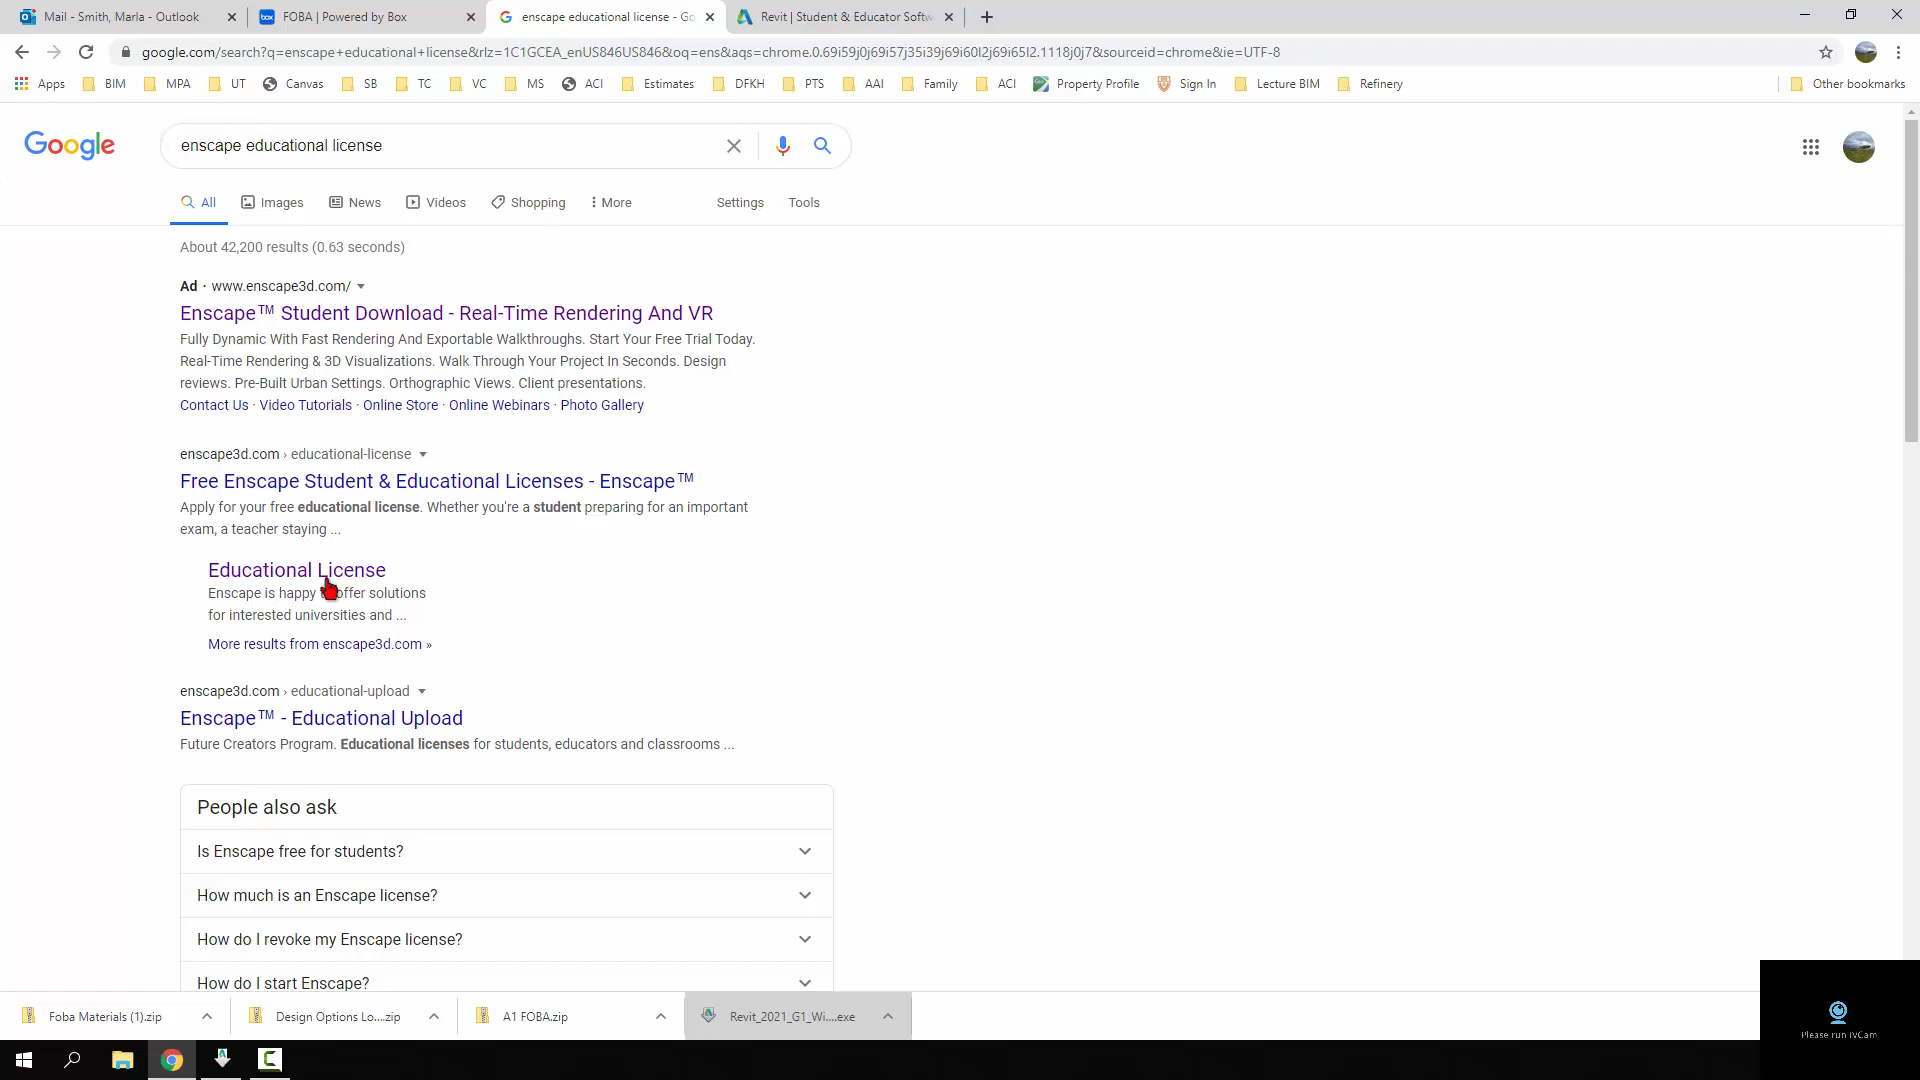 Mail - Smith, Marla - Outlook
FOBA | Powered by Box
enscape educational license - Go
Revit | Student & Educator Softw
google.com/search?q=enscape+educational+license&rlz=1C1GCEA_enUS846US846&oq=ens&aqs=chrome.0.69i59j0j69i57j35i39j69i60l2j69i65l2.1118j0j7&sourceid=chrome&ie=UTF-8
Apps BIM MPA UT Canvas SB TC VC MS ACI Estimates DFKH PTS AAI Family ACI Property Profile Sign In Lecture BIM Refinery Other bookmarks
Google
enscape educational license
All Images News Videos Shopping More Settings Tools
About 42,200 results (0.63 seconds)
Ad · www.enscape3d.com/
Enscape™ Student Download - Real-Time Rendering And VR
Fully Dynamic With Fast Rendering And Exportable Walkthroughs. Start Your Free Trial Today.
Real-Time Rendering & 3D Visualizations. Walk Through Your Project In Seconds. Design
reviews. Pre-Built Urban Settings. Orthographic Views. Client presentations.
Contact Us · Video Tutorials · Online Store · Online Webinars · Photo Gallery
enscape3d.com › educational-license
Free Enscape Student & Educational Licenses - Enscape™
Apply for your free educational license. Whether you're a student preparing for an important
exam, a teacher staying ...
Educational License
Enscape is happy offer solutions
for interested universities and ...
More results from enscape3d.com »
enscape3d.com › educational-upload
Enscape™ - Educational Upload
Future Creators Program. Educational licenses for students, educators and classrooms ...
People also ask
Is Enscape free for students?
How much is an Enscape license?
How do I revoke my Enscape license?
How do I start Enscape?
Foba Materials (1).zip
Design Options Lo....zip
A1 FOBA.zip
Revit_2021_G1_Wi....exe
Please run iVCam